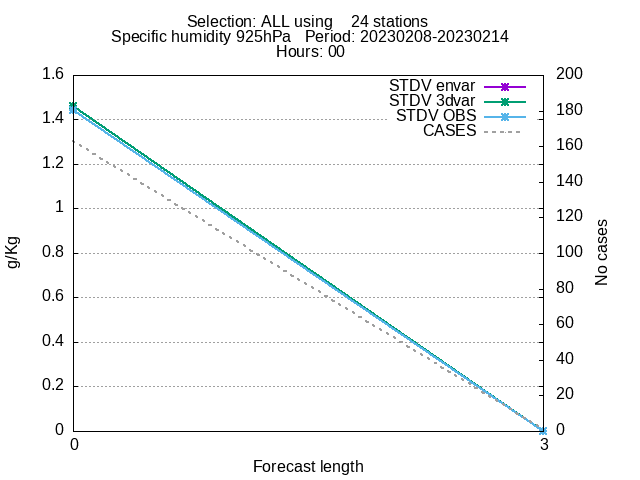 Selection: ALL using    24 stations
Specific humidity 925hPa   Period: 20230208-20230214
Hours: 00
STDV envar
STDV 3dvar
STDV OBS
CASES
1.6
1.4
1.2
1
0.8
0.6
0.4
0.2
0
g/Kg
200
180
160
140
120
100
80
60
40
20
0
No cases
0
3
Forecast length